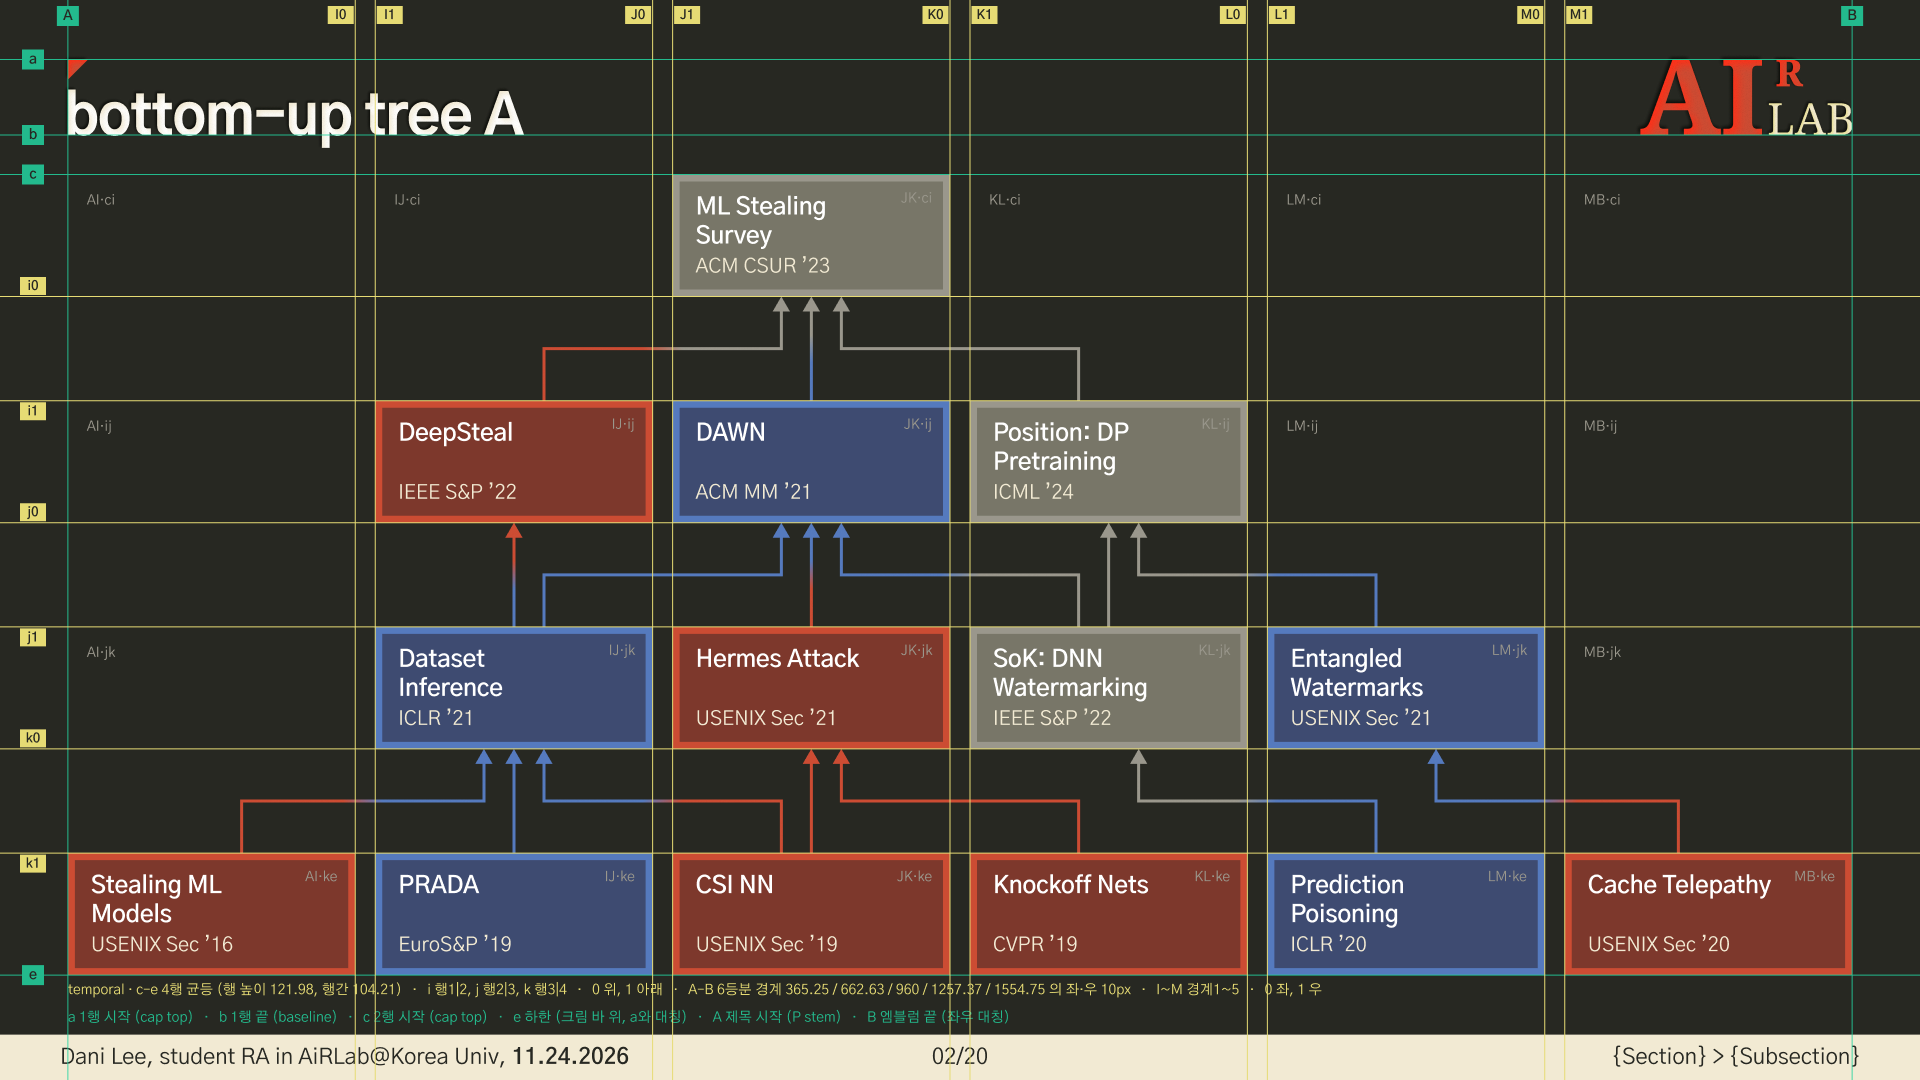 A I0 I1 J0 J1 K0 K1 L0 L1 M0 M1 B
a
bottom-up tree A
AI R LAB
b
c
AI·ci
IJ·ci
ML Stealing
Survey
ACM CSUR ’23
JK·ci
KL·ci
LM·ci
MB·ci
i0
i1
AI·ij
DeepSteal
IEEE S&P ’22
IJ·ij
DAWN
ACM MM ’21
JK·ij
Position: DP
Pretraining
ICML ’24
KL·ij
LM·ij
MB·ij
j0
j1
AI·jk
Dataset
Inference
ICLR ’21
IJ·jk
Hermes Attack
USENIX Sec ’21
JK·jk
SoK: DNN
Watermarking
IEEE S&P ’22
KL·jk
Entangled
Watermarks
USENIX Sec ’21
LM·jk
MB·jk
k0
k1
Stealing ML
Models
USENIX Sec ’16
AI·ke
PRADA
EuroS&P ’19
IJ·ke
CSI NN
USENIX Sec ’19
JK·ke
Knockoff Nets
CVPR ’19
KL·ke
Prediction
Poisoning
ICLR ’20
LM·ke
Cache Telepathy
USENIX Sec ’20
MB·ke
e
temporal · c-e 4행 균등 (행 높이 121.98, 행간 104.21) · i 행1|2, j 행2|3, k 행3|4 · 0 위, 1 아래 · A-B 6등분 경계 365.25 / 662.63 / 960 / 1257.37 / 1554.75 의 좌·우 10px · I~M 경계1~5 · 0 좌, 1 우
a 1행 시작 (cap top) · b 1행 끝 (baseline) · c 2행 시작 (cap top) · e 하한 (크림 바 위, a와 대칭) · A 제목 시작 (P stem) · B 엠블럼 끝 (좌우 대칭)
Dani Lee, student RA in AiRLab@Korea Univ, 11.24.2026
02/20
{Section} > {Subsection}